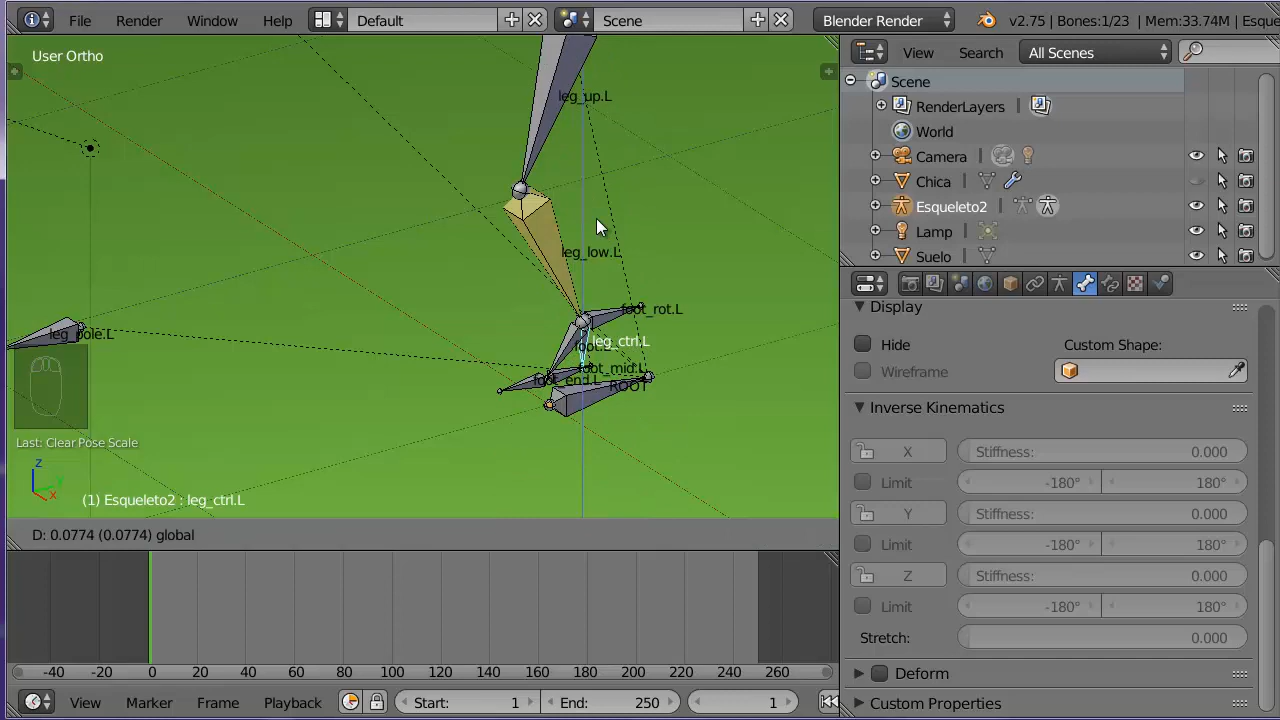 File Render Window Help Default Scene Blender Render v2.75 | Bones:1/23 | Mem:33.74M | Esque
User Ortho
View Search All Scenes
Scene
RenderLayers
World
Camera
Chica
Esqueleto2
Lamp
Suelo
leg_up.L
leg_low.L
foot_rot.L
leg_pole.L
leg_ctrl.L
foot_mid.L
foot_end.L
ROOT
Last: Clear Pose Scale
z
Y
x
(1) Esqueleto2 : leg_ctrl.L
D: 0.0774 (0.0774) global
Display
Hide Custom Shape:
Wireframe
Inverse Kinematics
X Stiffness: 0.000
Limit -180° 180°
Y Stiffness: 0.000
Limit -180° 180°
Z Stiffness: 0.000
Limit -180° 180°
Stretch: 0.000
Deform
Custom Properties
-40 -20 0 20 40 60 80 100 120 140 160 180 200 220 240 260
View Marker Frame Playback Start: 1 End: 250 1